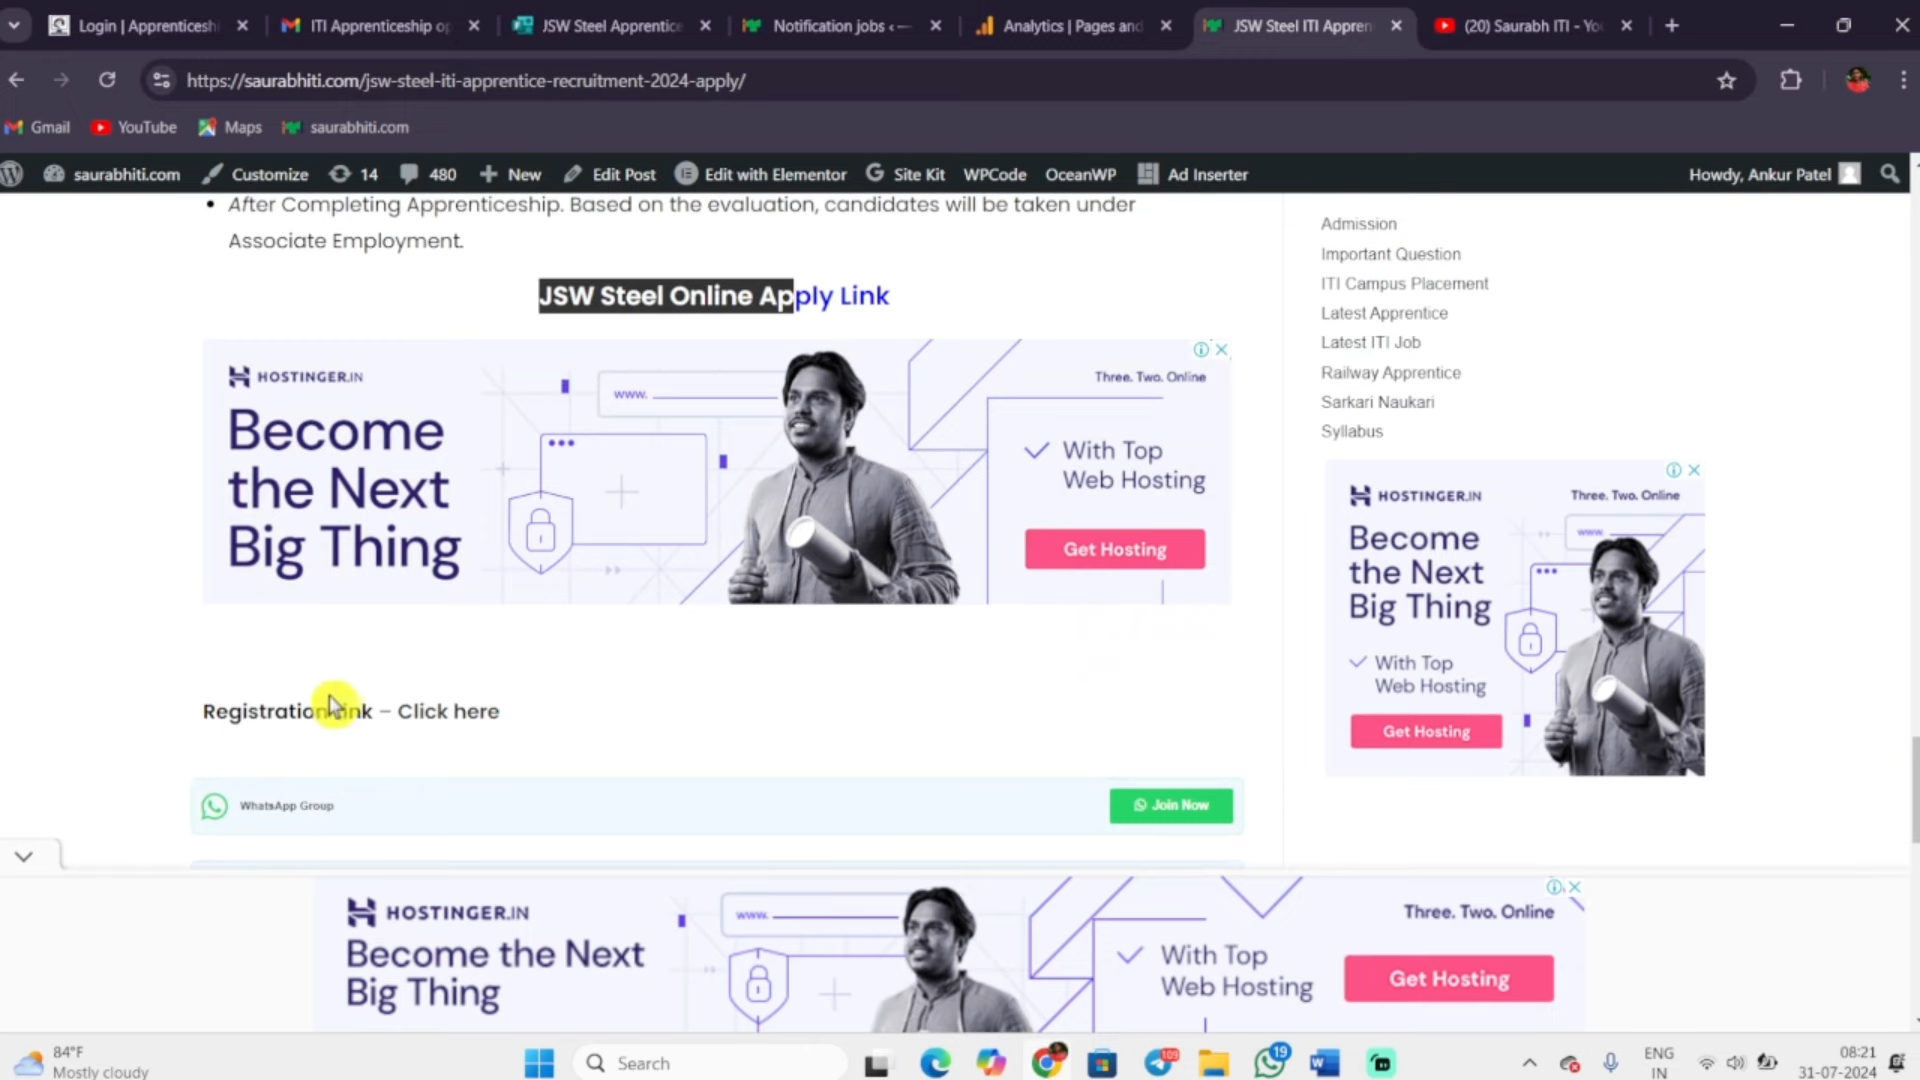 Login | Apprenticeshi
ITI Apprenticeship op
JSW Steel Apprentice
Notification jobs ‹ —
Analytics | Pages and
JSW Steel ITI Appren
(20) Saurabh ITI - Yo
https://saurabhiti.com/jsw-steel-iti-apprentice-recruitment-2024-apply/
Gmail
YouTube
Maps
saurabhiti.com
saurabhiti.com
Customize
14
480
New
Edit Post
Edit with Elementor
Site Kit
WPCode
OceanWP
Ad Inserter
Howdy, Ankur Patel
After Completing Apprenticeship. Based on the evaluation, candidates will be taken under
Associate Employment.
JSW Steel Online Apply Link
HOSTINGER.IN
Become
the Next
Big Thing
www.
Three. Two. Online
With Top
Web Hosting
Get Hosting
Registration Link – Click here
WhatsApp Group
Join Now
Admission
Important Question
ITI Campus Placement
Latest Apprentice
Latest ITI Job
Railway Apprentice
Sarkari Naukari
Syllabus
HOSTINGER.IN
Three. Two. Online
www.
Become
the Next
Big Thing
With Top
Web Hosting
Get Hosting
HOSTINGER.IN
Become the Next
Big Thing
www.
Three. Two. Online
With Top
Web Hosting
Get Hosting
84°F
Mostly cloudy
Search
109
19
ENG
IN
08:21
31-07-2024